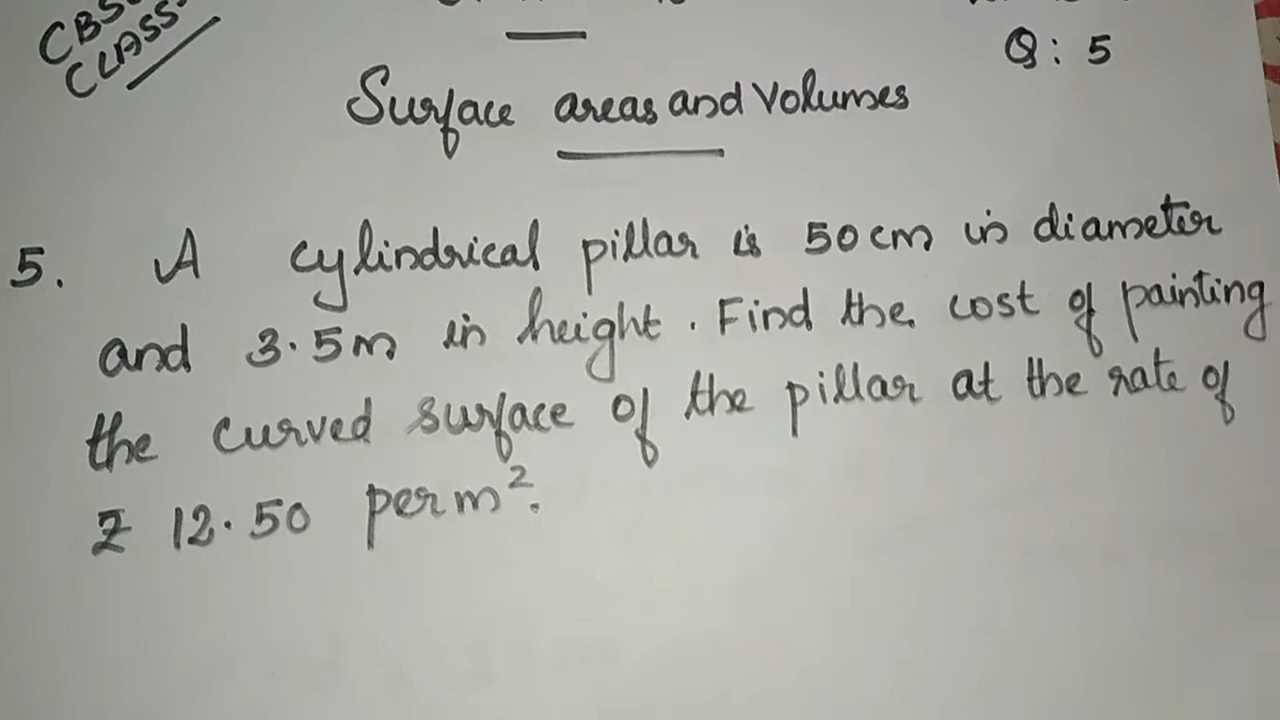 CBS
CLASS
Q: 5
Surface areas and Volumes
5. A cylindrical pillar is 50cm in diameter
and 3.5m in height. Find the cost of painting
the curved surface of the pillar at the rate of
₹ 12.50 per m².